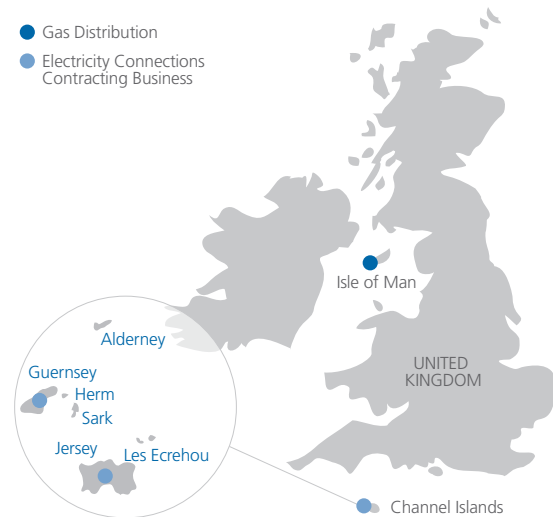 Gas Distribution
Electricity Connections
Contracting Business
Isle of Man
Alderney
UNITED
KINGDOM
Guernsey
Herm
Sark
Jersey
Les Ecrehou
Channel Islands